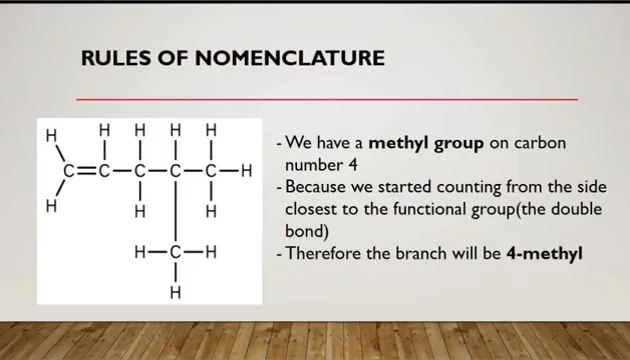 RULES OF NOMENCLATURE
H H H H H
C=C-C-C-C-H
H H H
H-C-H
H
- We have a methyl group on carbon
number 4
- Because we started counting from the side
closest to the functional group(the double
bond)
- Therefore the branch will be 4-methyl